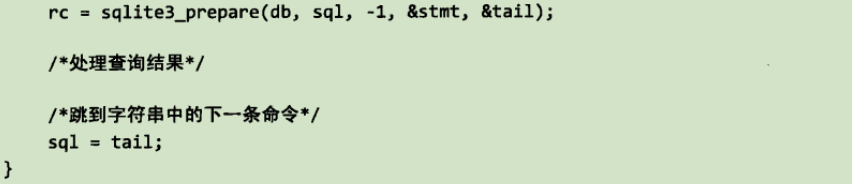 rc = sqlite3_prepare(db, sql, -1, &stmt, &tail);
/*处理查询结果*/
/*跳到字符串中的下一条命令*/
sql = tail;
}